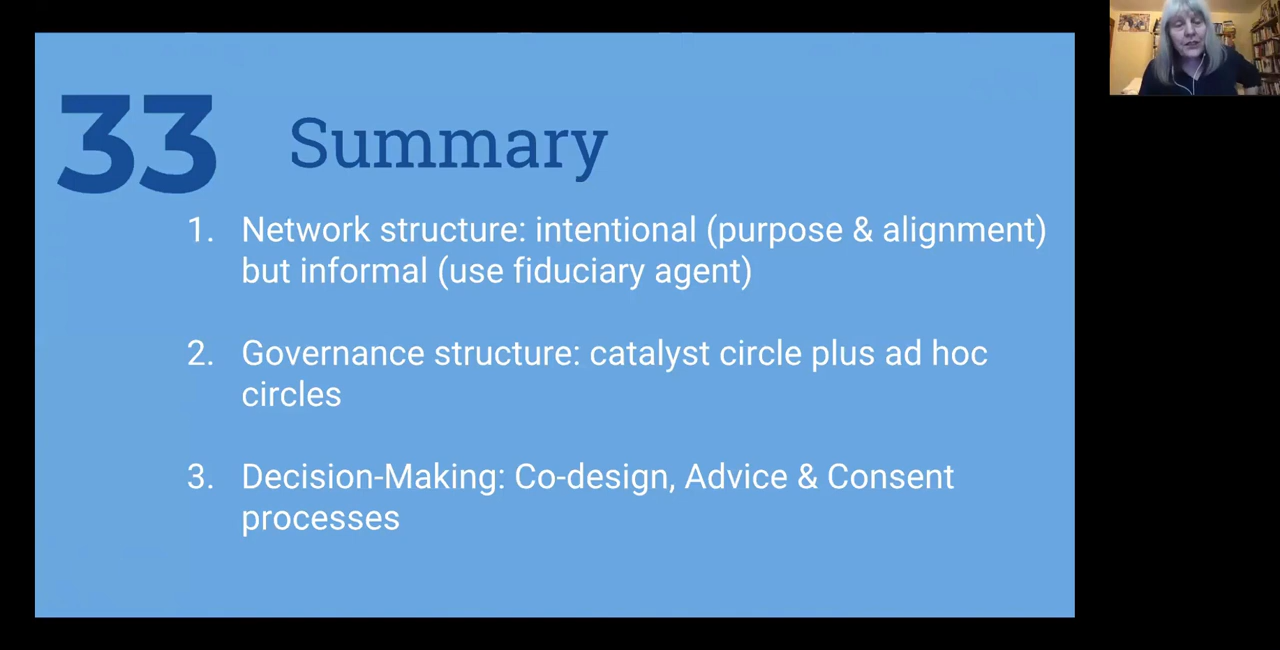 33 Summary
1. Network structure: intentional (purpose & alignment)
but informal (use fiduciary agent)
2. Governance structure: catalyst circle plus ad hoc
circles
3. Decision-Making: Co-design, Advice & Consent
processes